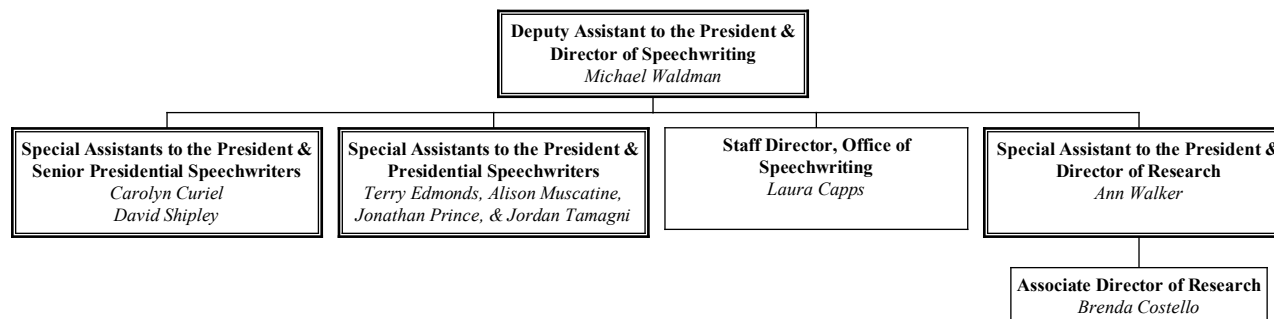 Deputy Assistant to the President &
Director of Speechwriting
Michael Waldman
Special Assistants to the President &
Senior Presidential Speechwriters
Carolyn Curiel
David Shipley
Special Assistants to the President &
Presidential Speechwriters
Terry Edmonds, Alison Muscatine,
Jonathan Prince, & Jordan Tamagni
Staff Director, Office of
Speechwriting
Laura Capps
Special Assistant to the President &
Director of Research
Ann Walker
Associate Director of Research
Brenda Costello